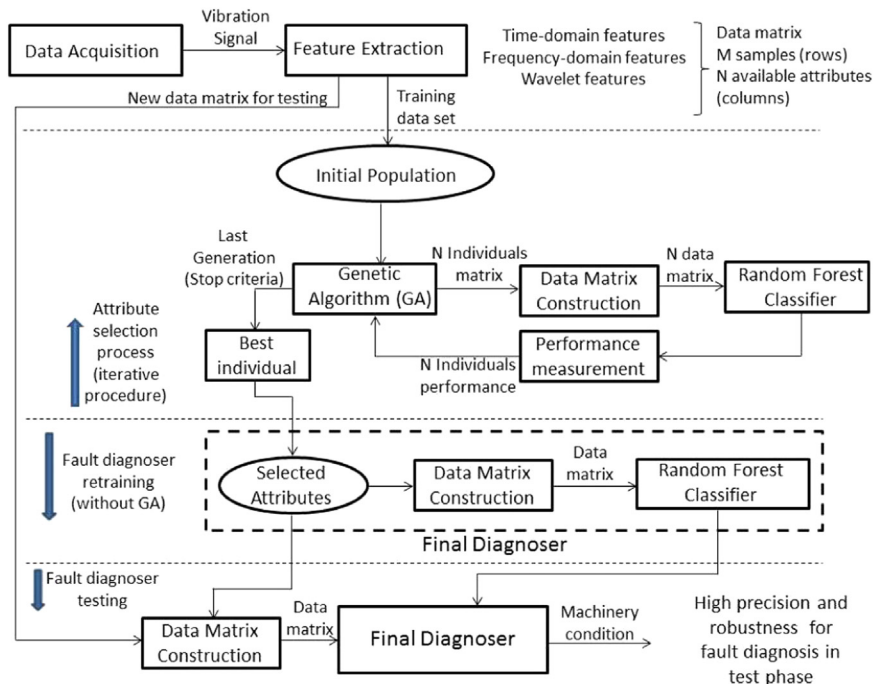 Data Acquisition
Vibration
Signal
Feature Extraction
Time-domain features
Frequency-domain features
Wavelet features
Data matrix
M samples (rows)
N available attributes
(columns)
New data matrix for testing
Training
data set
Initial Population
Last
Generation
(Stop criteria)
Genetic
Algorithm (GA)
N Individuals
matrix
Data Matrix
Construction
N data
matrix
Random Forest
Classifier
Attribute
selection
process
(iterative
procedure)
Best
individual
N Individuals
performance
Performance
measurement
Fault diagnoser
retraining
(without GA)
Selected
Attributes
Data Matrix
Construction
Data
matrix
Random Forest
Classifier
Final Diagnoser
Fault diagnoser
testing
Data Matrix
Construction
Data
matrix
Final Diagnoser
Machinery
condition
High precision and
robustness for
fault diagnosis in
test phase